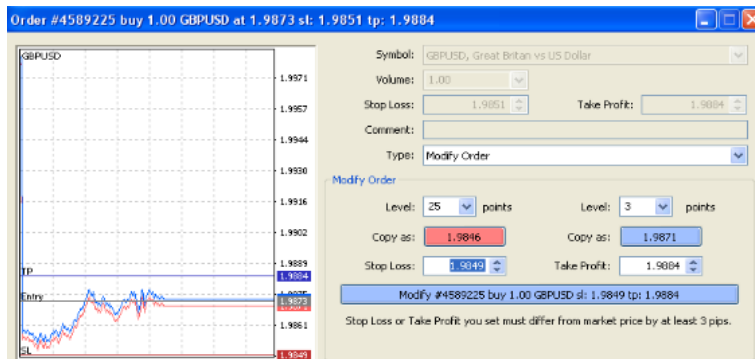 Order #4589225 buy 1.00 GBPUSD at 1.9873 sl: 1.9851 tp: 1.9884
GBPUSD
1.9971
1.9957
1.9944
1.9930
1.9916
1.9902
1.9889
TP
1.9884
Entry
1.9873
1.9861
SL
1.9849
Symbol: GBPUSD, Great Britan vs US Dollar
Volume: 1.00
Stop Loss: 1.9851 Take Profit: 1.9884
Comment:
Type: Modify Order
Modify Order
Level: 25 points Level: 3 points
Copy as: 1.9846 Copy as: 1.9871
Stop Loss: 1.9849 Take Profit: 1.9884
Modify #4589225 buy 1.00 GBPUSD sl: 1.9849 tp: 1.9884
Stop Loss or Take Profit you set must differ from market price by at least 3 pips.